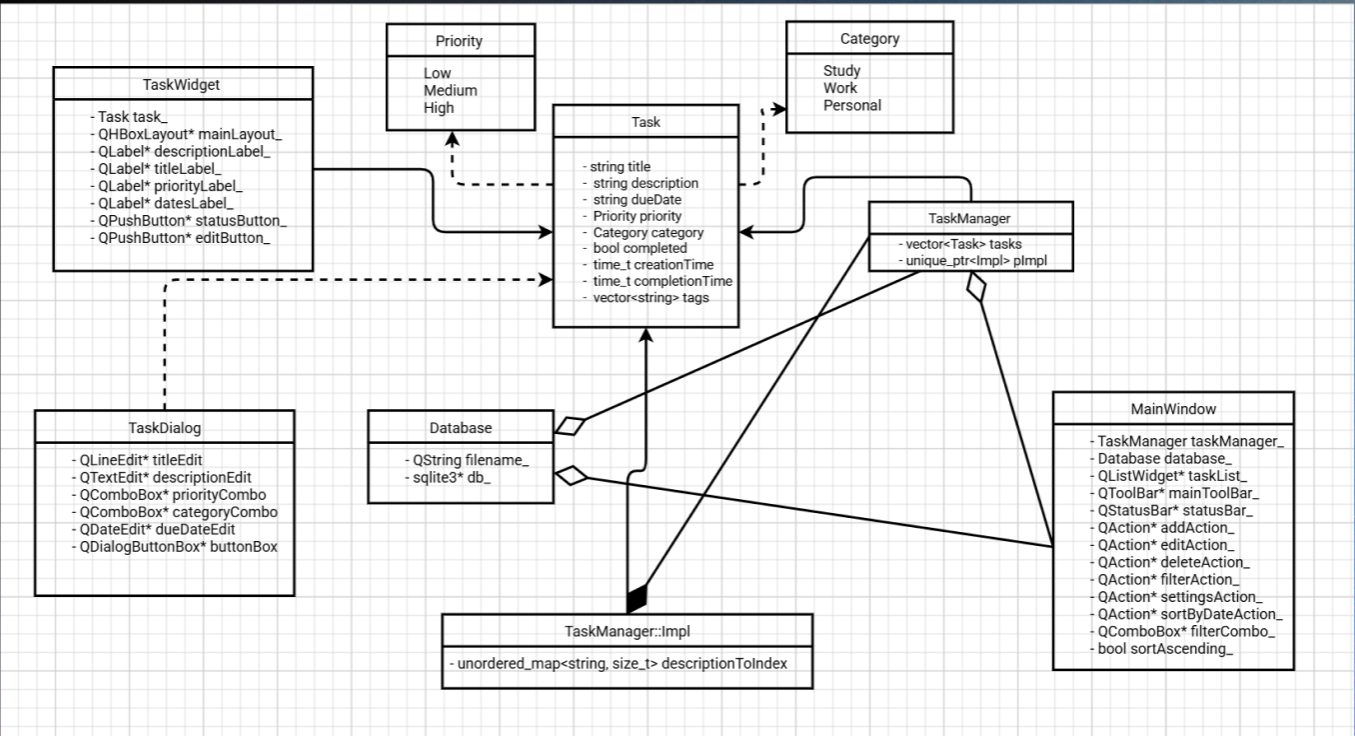 Priority
Low
Medium
High
Category
Study
Work
Personal
TaskWidget
- Task task_
- QHBoxLayout* mainLayout_
- QLabel* descriptionLabel_
- QLabel* titleLabel_
- QLabel* priorityLabel_
- QLabel* datesLabel_
- QPushButton* statusButton_
- QPushButton* editButton_
Task
- string title
- string description
- string dueDate
- Priority priority
- Category category
- bool completed
- time_t creationTime
- time_t completionTime
- vector<string> tags
TaskManager
- vector<Task> tasks
- unique_ptr<Impl> pImpl
TaskDialog
- QLineEdit* titleEdit
- QTextEdit* descriptionEdit
- QComboBox* priorityCombo
- QComboBox* categoryCombo
- QDateEdit* dueDateEdit
- QDialogButtonBox* buttonBox
Database
- QString filename_
- sqlite3* db_
MainWindow
- TaskManager taskManager_
- Database database_
- QListWidget* taskList_
- QToolBar* mainToolBar_
- QStatusBar* statusBar_
- QAction* addAction_
- QAction* editAction_
- QAction* deleteAction_
- QAction* filterAction_
- QAction* settingsAction_
- QAction* sortByDateAction_
- QComboBox* filterCombo_
- bool sortAscending_
TaskManager::Impl
- unordered_map<string, size_t> descriptionToIndex